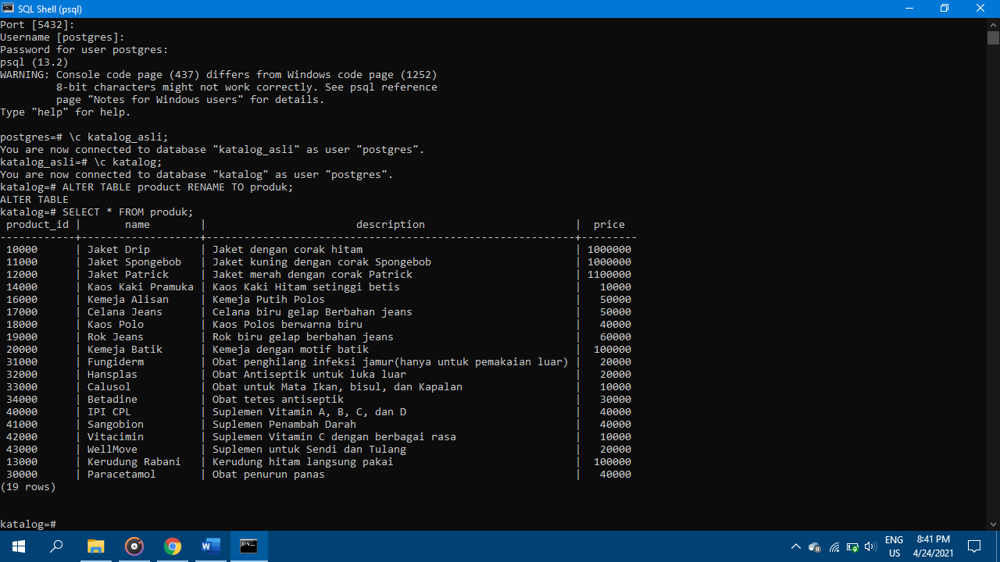 SQL Shell (psql)
Port [5432]:
Username [postgres]:
Password for user postgres:
psql (13.2)
WARNING: Console code page (437) differs from Windows code page (1252)
         8-bit characters might not work correctly. See psql reference
         page "Notes for Windows users" for details.
Type "help" for help.

postgres=# \c katalog_asli;
You are now connected to database "katalog_asli" as user "postgres".
katalog_asli=# \c katalog;
You are now connected to database "katalog" as user "postgres".
katalog=# ALTER TABLE product RENAME TO produk;
ALTER TABLE
katalog=# SELECT * FROM produk;
 product_id |       name        |                        description                        |  price
------------+-------------------+-----------------------------------------------------------+---------
 10000      | Jaket Drip        | Jaket dengan corak hitam                                  | 1000000
 11000      | Jaket Spongebob   | Jaket kuning dengan corak Spongebob                       | 1000000
 12000      | Jaket Patrick     | Jaket merah dengan corak Patrick                          | 1100000
 14000      | Kaos Kaki Pramuka | Kaos Kaki Hitam setinggi betis                            |   10000
 16000      | Kemeja Alisan     | Kemeja Putih Polos                                        |   50000
 17000      | Celana Jeans      | Celana biru gelap Berbahan jeans                          |   50000
 18000      | Kaos Polo         | Kaos Polos berwarna biru                                  |   40000
 19000      | Rok Jeans         | Rok biru gelap berbahan jeans                             |   60000
 20000      | Kemeja Batik      | Kemeja dengan motif batik                                 |  100000
 31000      | Fungiderm         | Obat penghilang infeksi jamur(hanya untuk pemakaian luar) |   20000
 32000      | Hansplas          | Obat Antiseptik untuk luka luar                           |   20000
 33000      | Calusol           | Obat untuk Mata Ikan, bisul, dan Kapalan                  |   10000
 34000      | Betadine          | Obat tetes antiseptik                                     |   30000
 40000      | IPI CPL           | Suplemen Vitamin A, B, C, dan D                           |   40000
 41000      | Sangobion         | Suplemen Penambah Darah                                   |   40000
 42000      | Vitacimin         | Suplemen Vitamin C dengan berbagai rasa                   |   10000
 43000      | WellMove          | Suplemen untuk Sendi dan Tulang                           |   20000
 13000      | Kerudung Rabani   | Kerudung hitam langsung pakai                             |  100000
 30000      | Paracetamol       | Obat penurun panas                                        |   40000
(19 rows)

katalog=#
ENG
US
8:41 PM
4/24/2021